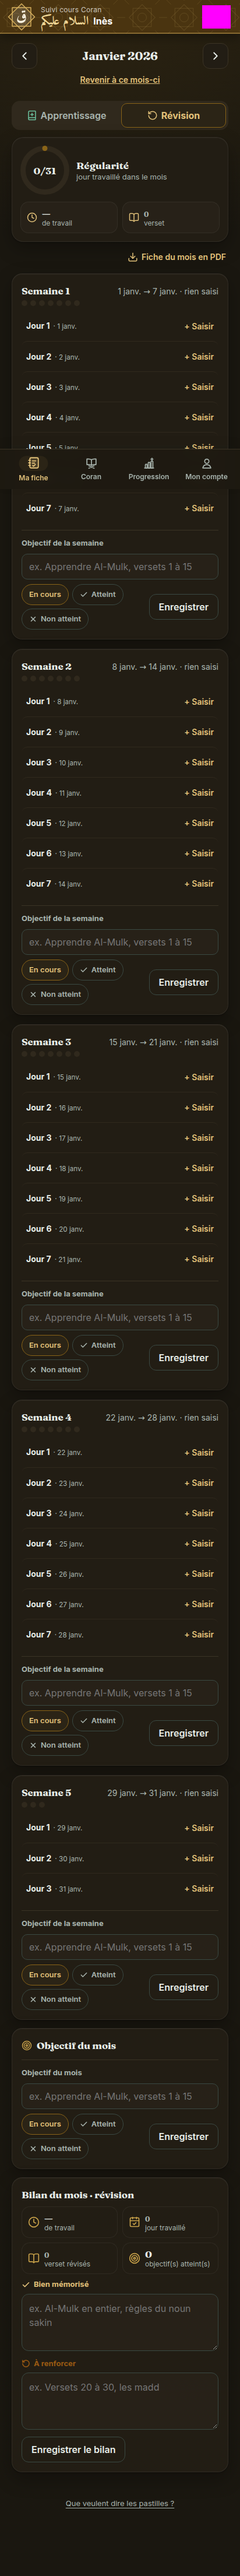 Suivi cours Coran
السلام عليكم Inès
Janvier 2026
Revenir à ce mois-ci
Apprentissage
Révision
0/31
Régularité
jour travaillé dans le mois
—
de travail
0
verset
Fiche du mois en PDF
Semaine 1
1 janv. → 7 janv. · rien saisi
Jour 1 · 1 janv.
+ Saisir
Jour 2 · 2 janv.
+ Saisir
Jour 3 · 3 janv.
+ Saisir
Jour 4 · 4 janv.
+ Saisir
Jour 5 · 5 janv.
+ Saisir
Ma fiche
Coran
Progression
Mon compte
Jour 7 · 7 janv.
+ Saisir
Objectif de la semaine
ex. Apprendre Al-Mulk, versets 1 à 15
En cours
Atteint
Non atteint
Enregistrer
Semaine 2
8 janv. → 14 janv. · rien saisi
Jour 1 · 8 janv.
+ Saisir
Jour 2 · 9 janv.
+ Saisir
Jour 3 · 10 janv.
+ Saisir
Jour 4 · 11 janv.
+ Saisir
Jour 5 · 12 janv.
+ Saisir
Jour 6 · 13 janv.
+ Saisir
Jour 7 · 14 janv.
+ Saisir
Objectif de la semaine
ex. Apprendre Al-Mulk, versets 1 à 15
En cours
Atteint
Non atteint
Enregistrer
Semaine 3
15 janv. → 21 janv. · rien saisi
Jour 1 · 15 janv.
+ Saisir
Jour 2 · 16 janv.
+ Saisir
Jour 3 · 17 janv.
+ Saisir
Jour 4 · 18 janv.
+ Saisir
Jour 5 · 19 janv.
+ Saisir
Jour 6 · 20 janv.
+ Saisir
Jour 7 · 21 janv.
+ Saisir
Objectif de la semaine
ex. Apprendre Al-Mulk, versets 1 à 15
En cours
Atteint
Non atteint
Enregistrer
Semaine 4
22 janv. → 28 janv. · rien saisi
Jour 1 · 22 janv.
+ Saisir
Jour 2 · 23 janv.
+ Saisir
Jour 3 · 24 janv.
+ Saisir
Jour 4 · 25 janv.
+ Saisir
Jour 5 · 26 janv.
+ Saisir
Jour 6 · 27 janv.
+ Saisir
Jour 7 · 28 janv.
+ Saisir
Objectif de la semaine
ex. Apprendre Al-Mulk, versets 1 à 15
En cours
Atteint
Non atteint
Enregistrer
Semaine 5
29 janv. → 31 janv. · rien saisi
Jour 1 · 29 janv.
+ Saisir
Jour 2 · 30 janv.
+ Saisir
Jour 3 · 31 janv.
+ Saisir
Objectif de la semaine
ex. Apprendre Al-Mulk, versets 1 à 15
En cours
Atteint
Non atteint
Enregistrer
Objectif du mois
Objectif du mois
ex. Apprendre Al-Mulk, versets 1 à 15
En cours
Atteint
Non atteint
Enregistrer
Bilan du mois · révision
—
de travail
0
jour travaillé
0
verset révisés
0
objectif(s) atteint(s)
Bien mémorisé
ex. Al-Mulk en entier, règles du noun
sakin
À renforcer
ex. Versets 20 à 30, les madd
Enregistrer le bilan
Que veulent dire les pastilles ?